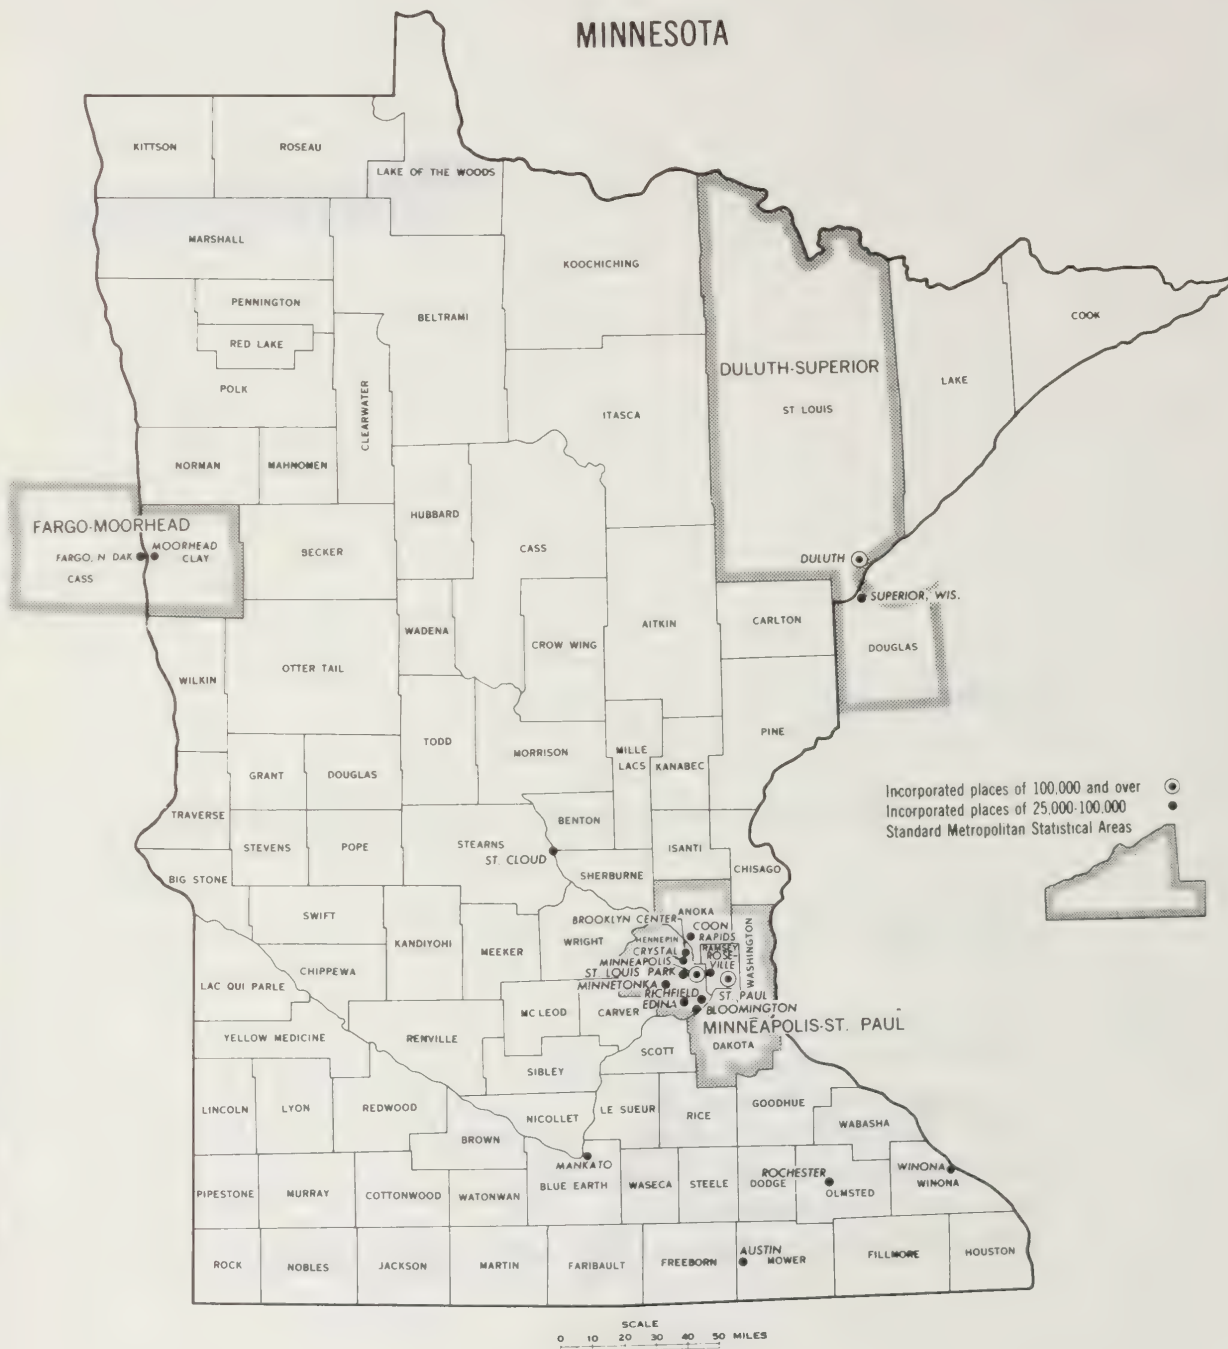 MINNESOTA
KITTSON
ROSEAU
LAKE OF THE WOODS
MARSHALL
KOOCHICHING
PENNINGTON
BELTRAMI
COOK
RED LAKE
DULUTH-SUPERIOR
LAKE
POLK
CLEARWATER
ITASCA
ST LOUIS
NORMAN
MAHNOMEN
HUBBARD
FARGO-MOORHEAD
FARGO, N DAK
MOORHEAD
CLAY
CASS
BECKER
CASS
DULUTH
SUPERIOR, WIS.
WADENA
CROW WING
AITKIN
CARLTON
DOUGLAS
WILKIN
OTTER TAIL
PINE
TODD
MORRISON
MILLE
LACS
KANABEC
GRANT
DOUGLAS
Incorporated places of 100,000 and over
Incorporated places of 25,000-100,000
Standard Metropolitan Statistical Areas
TRAVERSE
BENTON
STEVENS
POPE
STEARNS
ST. CLOUD
ISANTI
CHISAGO
BIG STONE
SHERBURNE
SWIFT
KANDIYOHI
MEEKER
WRIGHT
BROOKLYN CENTER
ANOKA
COON
RAPIDS
HENNEPIN
RAMSEY
WASHINGTON
CRYSTAL
ROSE-
VILLE
MINNEAPOLIS
CHIPPEWA
ST. LOUIS PARK
LAC QUI PARLE
MINNETONKA
RICHFIELD
ST. PAUL
EDINA
BLOOMINGTON
MC LEOD
CARVER
MINNEAPOLIS-ST. PAUL
YELLOW MEDICINE
RENVILLE
DAKOTA
SCOTT
SIBLEY
LINCOLN
LYON
REDWOOD
NICOLLET
LE SUEUR
RICE
GOODHUE
WABASHA
BROWN
MANKATO
BLUE EARTH
WASECA
STEELE
DODGE
ROCHESTER
OLMSTED
WINONA
WINONA
PIPESTONE
MURRAY
COTTONWOOD
WATONWAN
ROCK
NOBLES
JACKSON
MARTIN
FARIBAULT
FREEBORN
AUSTIN
MOWER
FILLMORE
HOUSTON
SCALE
0 10 20 30 40 50 MILES